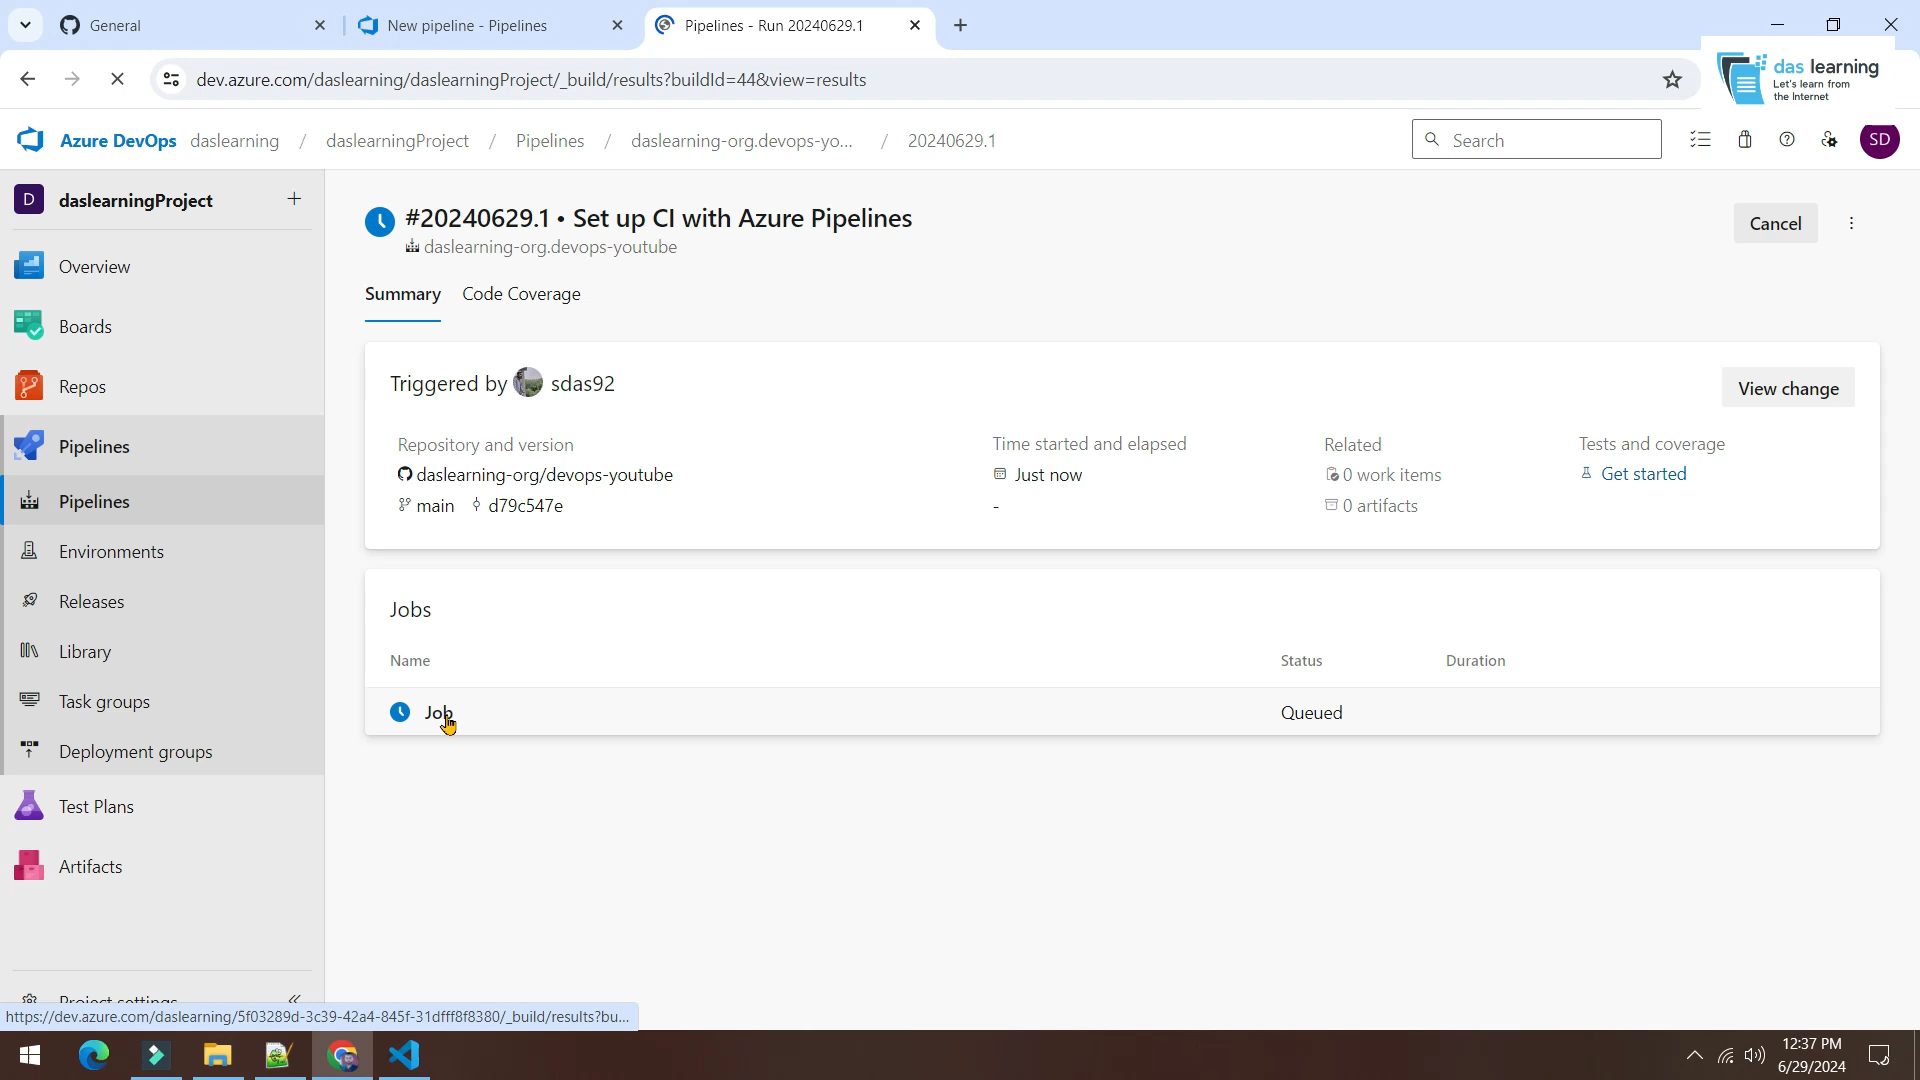 General
New pipeline - Pipelines
Pipelines - Run 20240629.1
dev.azure.com/daslearning/daslearningProject/_build/results?buildId=44&view=results
das learning
Let's learn from
the Internet
Azure DevOps daslearning / daslearningProject / Pipelines / daslearning-org.devops-yo... / 20240629.1
Search
SD
D daslearningProject
Overview
Boards
Repos
Pipelines
Pipelines
Environments
Releases
Library
Task groups
Deployment groups
Test Plans
Artifacts
Project settings
#20240629.1 • Set up CI with Azure Pipelines
daslearning-org.devops-youtube
Cancel
Summary Code Coverage
Triggered by sdas92
View change
Repository and version
daslearning-org/devops-youtube
main d79c547e
Time started and elapsed
Just now
-
Related
0 work items
0 artifacts
Tests and coverage
Get started
Jobs
Name Status Duration
Job Queued
https://dev.azure.com/daslearning/5f03289d-3c39-42a4-845f-31dfff8f8380/_build/results?bu...
12:37 PM
6/29/2024